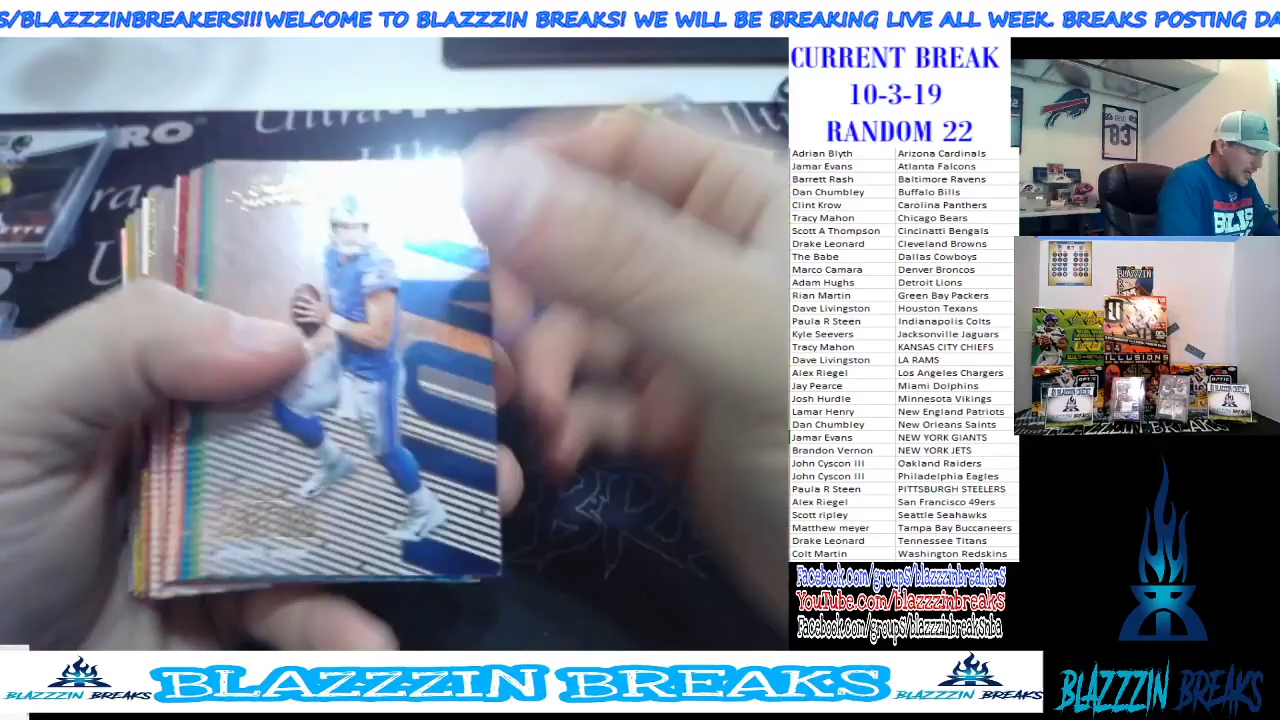 S/BLAZZZINBREAKERS!!! WELCOME TO BLAZZZIN BREAKS! WE WILL BE BREAKING LIVE ALL WEEK. BREAKS POSTING DA
CURRENT BREAK
10-3-19
RANDOM 22
Adrian Blyth Arizona Cardinals
Jamar Evans Atlanta Falcons
Barrett Rash Baltimore Ravens
Dan Chumbley Buffalo Bills
Clint Krow Carolina Panthers
Tracy Mahon Chicago Bears
Scott A Thompson Cincinatti Bengals
Drake Leonard Cleveland Browns
The Babe Dallas Cowboys
Marco Camara Denver Broncos
Adam Hughs Detroit Lions
Rian Martin Green Bay Packers
Dave Livingston Houston Texans
Paula R Steen Indianapolis Colts
Kyle Seevers Jacksonville Jaguars
Tracy Mahon KANSAS CITY CHIEFS
Dave Livingston LA RAMS
Alex Riegel Los Angeles Chargers
Jay Pearce Miami Dolphins
Josh Hurdle Minnesota Vikings
Lamar Henry New England Patriots
Dan Chumbley New Orleans Saints
Jamar Evans NEW YORK GIANTS
Brandon Vernon NEW YORK JETS
John Cyscon III Oakland Raiders
John Cyscon III Philadelphia Eagles
Paula R Steen PITTSBURGH STEELERS
Alex Riegel San Francisco 49ers
Scott ripley Seattle Seahawks
Matthew meyer Tampa Bay Buccaneers
Drake Leonard Tennessee Titans
Colt Martin Washington Redskins
Facebook.Com/groupS/blazzzinbreakerS
YouTube.Com/blazzzinbreakS
Facebook.Com/groupS/blazzzinbreakSnba
83
BLAZZZIN
ILLUSIONS
OPTIC
OPTIC
BLAZZZIN BREAKS
BLAZZZIN BREAKS
BLAZZZIN BREAKS
BLAZZZIN BREAKS